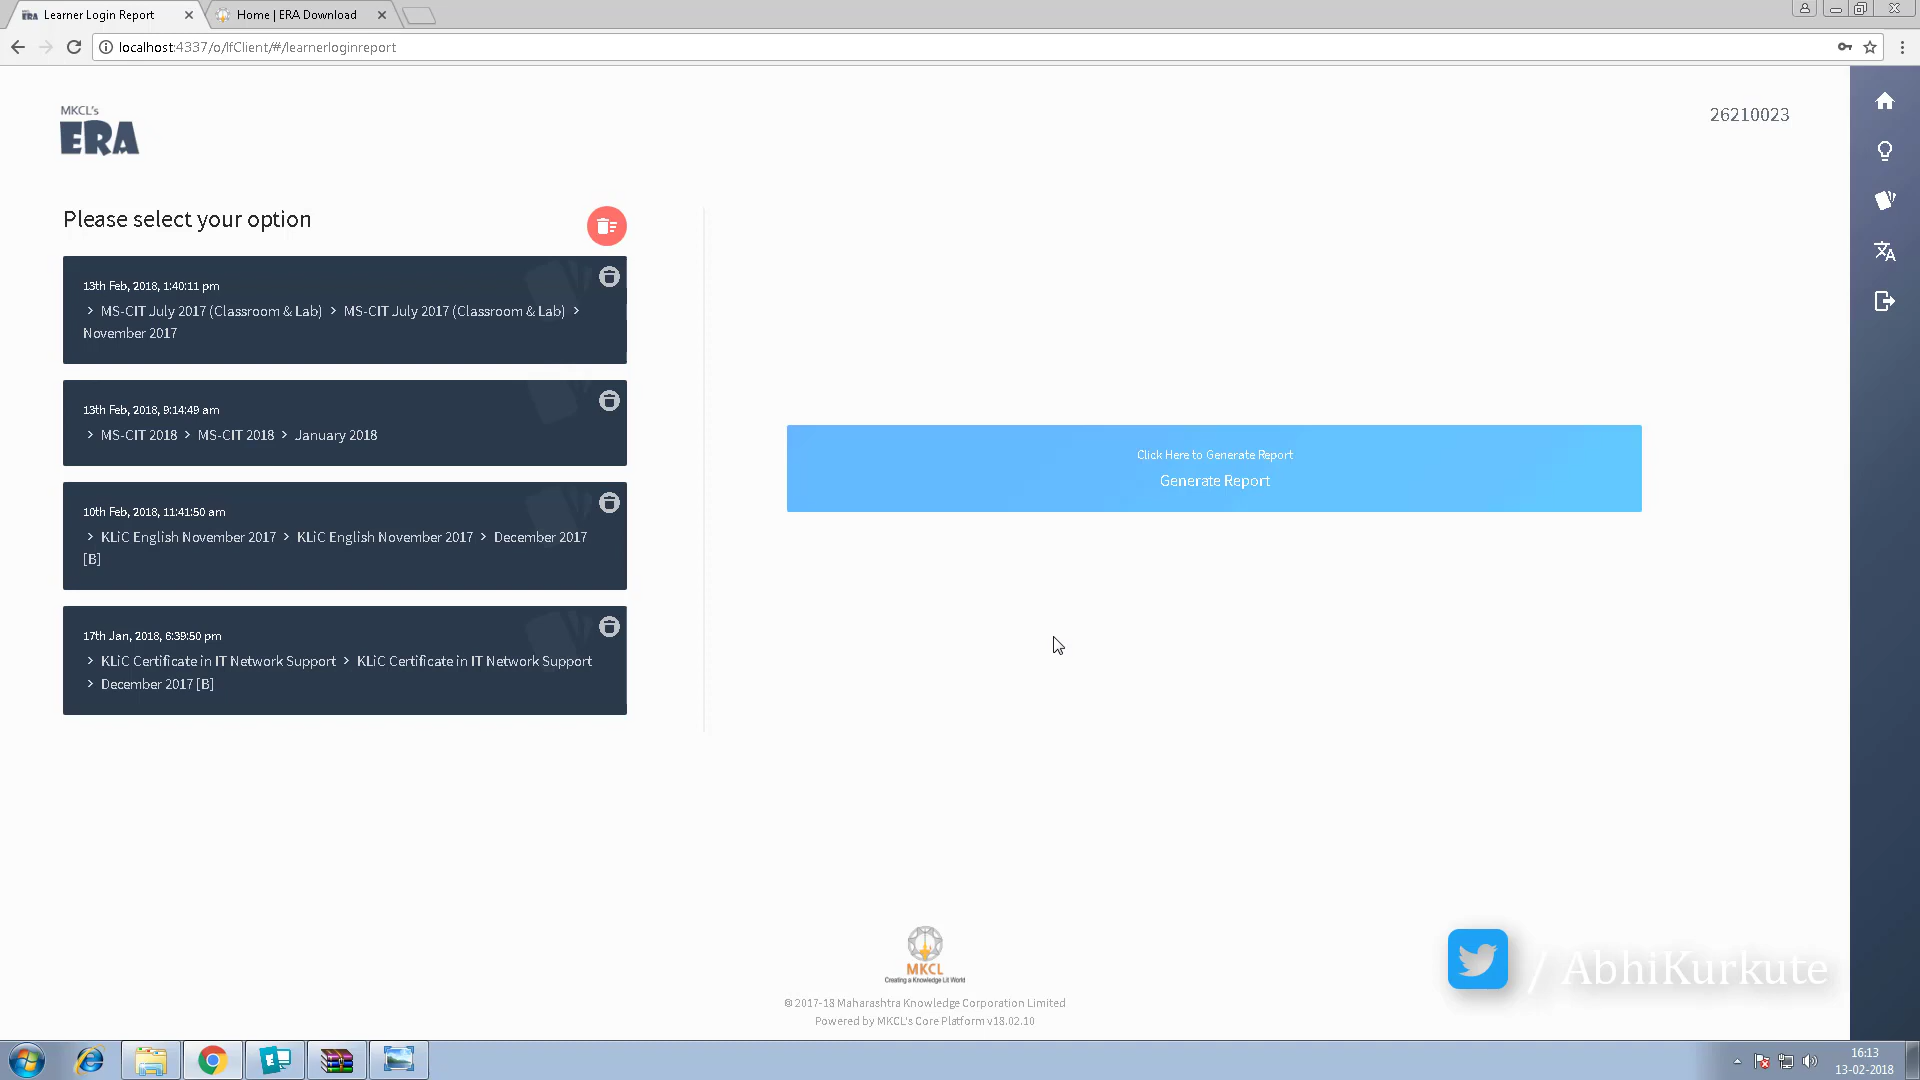 Learner Login Report
Home | ERA Download
localhost:4337/o/lfClient/#/learnerloginreport
MKCL's
ERA
26210023
Please select your option
13th Feb, 2018, 1:40:11 pm
> MS-CIT July 2017 (Classroom & Lab) > MS-CIT July 2017 (Classroom & Lab) >
November 2017
13th Feb, 2018, 9:14:49 am
> MS-CIT 2018 > MS-CIT 2018 > January 2018
10th Feb, 2018, 11:41:50 am
> KLiC English November 2017 > KLiC English November 2017 > December 2017
[B]
17th Jan, 2018, 6:39:50 pm
> KLiC Certificate in IT Network Support > KLiC Certificate in IT Network Support
> December 2017 [B]
Click Here to Generate Report
Generate Report
MKCL
Creating a Knowledge Lit World
© 2017-18 Maharashtra Knowledge Corporation Limited
Powered by MKCL's Core Platform v18.02.10
/ AbhiKurkute
16:13
13-02-2018